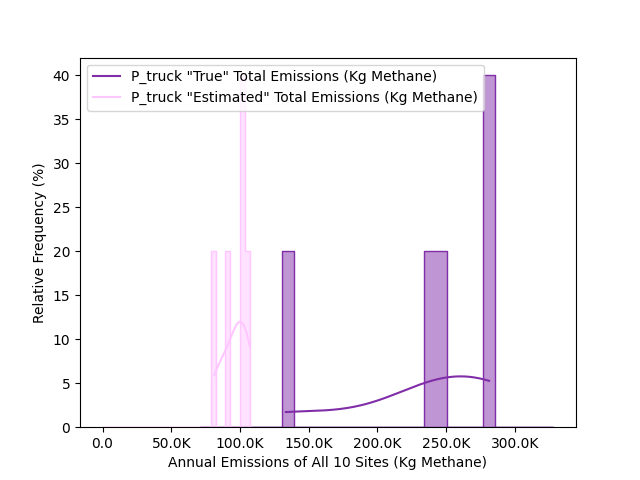 P_truck "True" Total Emissions (Kg Methane)
P_truck "Estimated" Total Emissions (Kg Methane)
40
35
30
25
20
15
10
5
0
Relative Frequency (%)
0.0 50.0K 100.0K 150.0K 200.0K 250.0K 300.0K
Annual Emissions of All 10 Sites (Kg Methane)